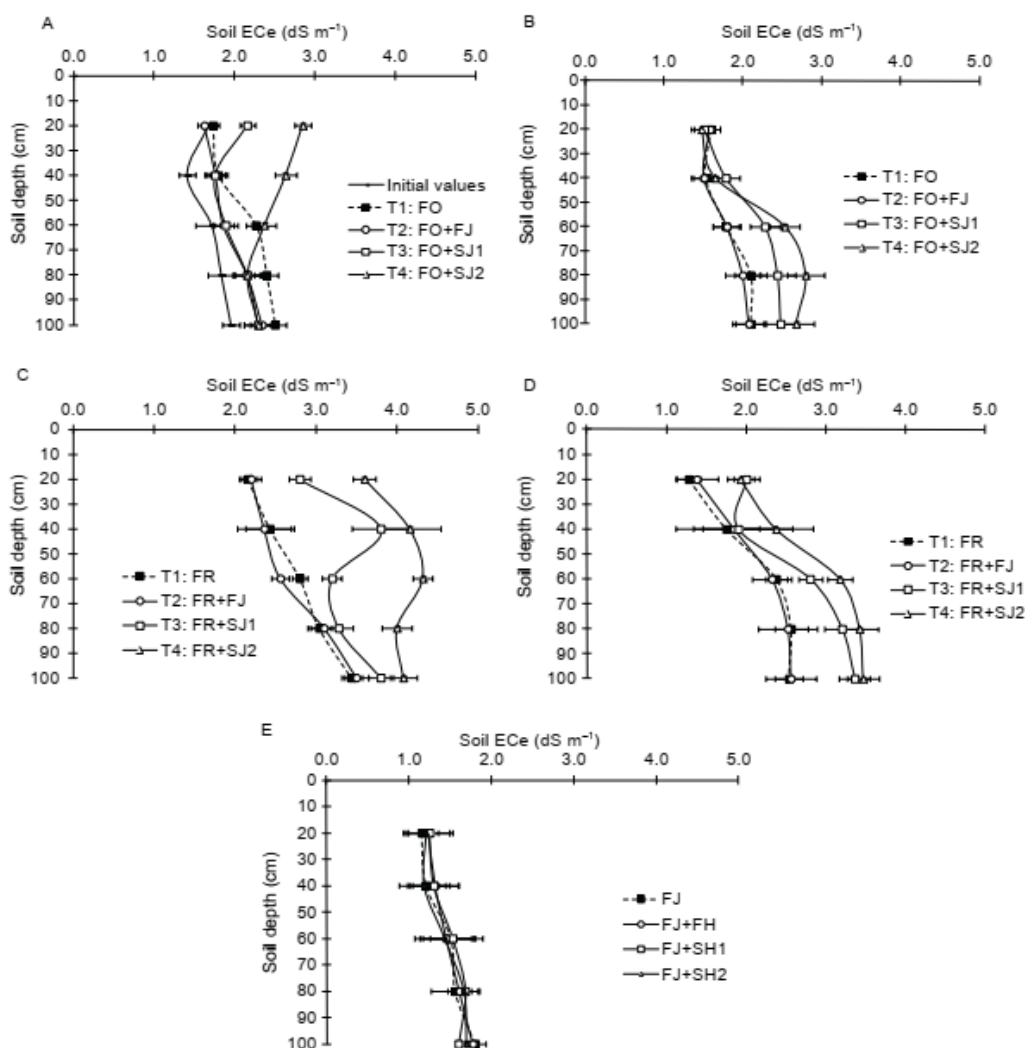 A
Soil ECe (dS m⁻¹)
0.0 1.0 2.0 3.0 4.0 5.0
Soil depth (cm)
0
10
20
30
40
50
60
70
80
90
100
Initial values
T1: FO
T2: FO+FJ
T3: FO+SJ1
T4: FO+SJ2
B
Soil ECe (dS m⁻¹)
0.0 1.0 2.0 3.0 4.0 5.0
Soil depth (cm)
0
10
20
30
40
50
60
70
80
90
100
T1: FO
T2: FO+FJ
T3: FO+SJ1
T4: FO+SJ2
C
Soil ECe (dS m⁻¹)
0.0 1.0 2.0 3.0 4.0 5.0
Soil depth (cm)
0
10
20
30
40
50
60
70
80
90
100
T1: FR
T2: FR+FJ
T3: FR+SJ1
T4: FR+SJ2
D
Soil ECe (dS m⁻¹)
0.0 1.0 2.0 3.0 4.0 5.0
Soil depth (cm)
0
10
20
30
40
50
60
70
80
90
100
T1: FR
T2: FR+FJ
T3: FR+SJ1
T4: FR+SJ2
E
Soil ECe (dS m⁻¹)
0.0 1.0 2.0 3.0 4.0 5.0
Soil depth (cm)
0
10
20
30
40
50
60
70
80
90
100
FJ
FJ+FH
FJ+SH1
FJ+SH2